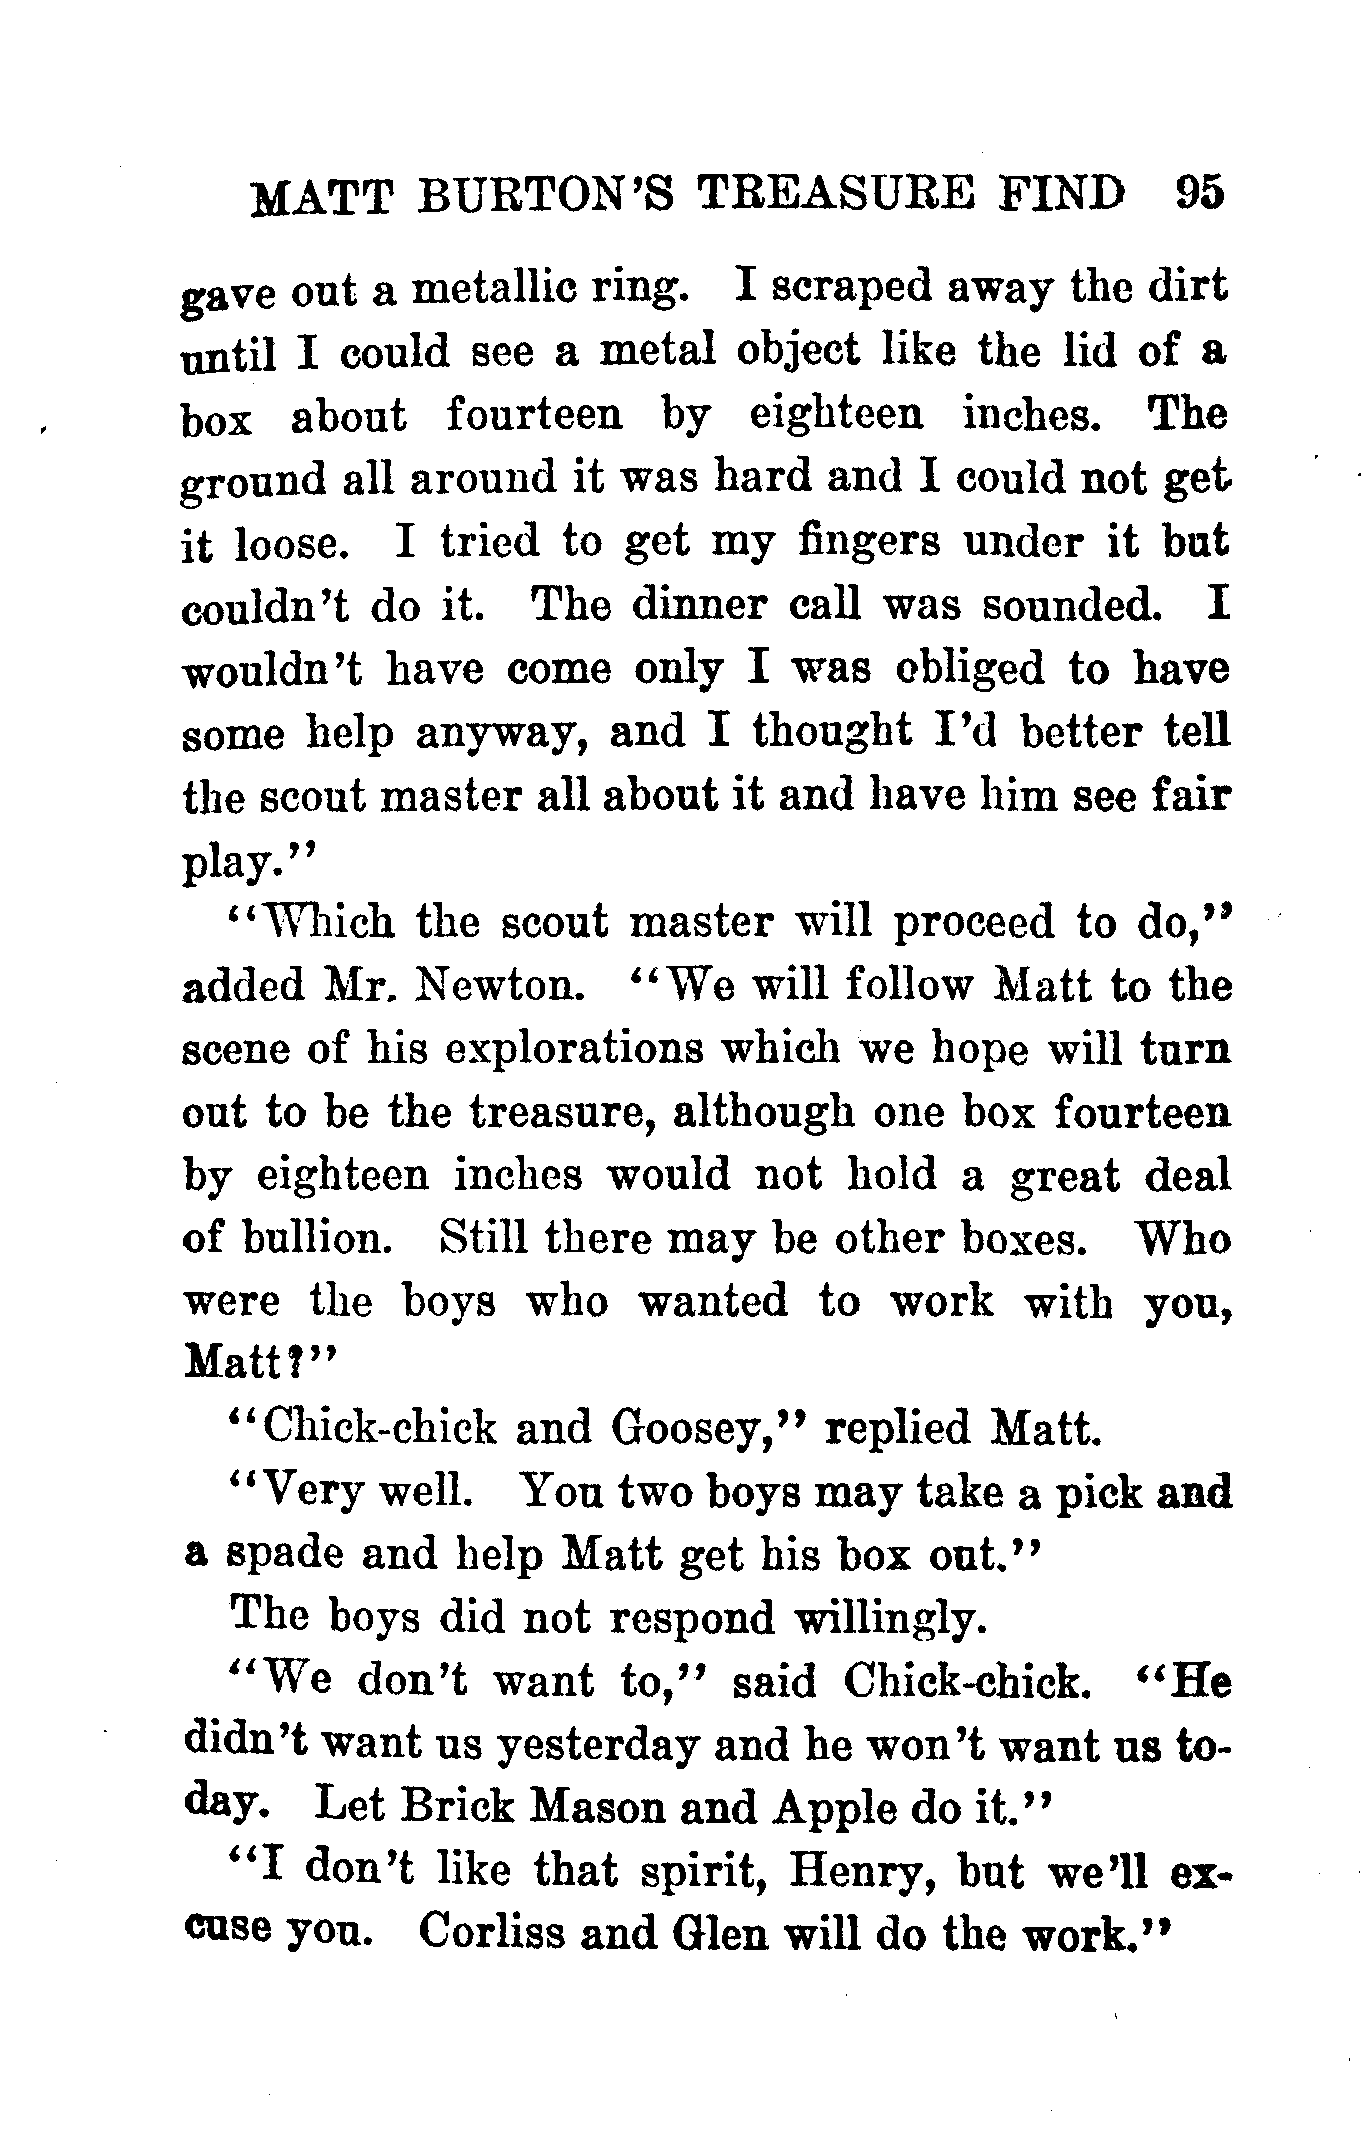 MATT BURTON'S TREASURE FIND 95
gave out a metallic ring. I scraped away the dirt
until I could see a metal object like the lid of a
box about fourteen by eighteen inches. The
ground all around it was hard and I could not get
it loose. I tried to get my fingers under it but
couldn't do it. The dinner call was sounded. I
wouldn't have come only I was obliged to have
some help anyway, and I thought I'd better tell
the scout master all about it and have him see fair
play."
"Which the scout master will proceed to do,"
added Mr. Newton. "We will follow Matt to the
scene of his explorations which we hope will turn
out to be the treasure, although one box fourteen
by eighteen inches would not hold a great deal
of bullion. Still there may be other boxes. Who
were the boys who wanted to work with you,
Matt?"
"Chick-chick and Goosey," replied Matt.
"Very well. You two boys may take a pick and
a spade and help Matt get his box out."
The boys did not respond willingly.
"We don't want to," said Chick-chick. "He
didn't want us yesterday and he won't want us to-
day. Let Brick Mason and Apple do it."
"I don't like that spirit, Henry, but we'll ex-
cuse you. Corliss and Glen will do the work."